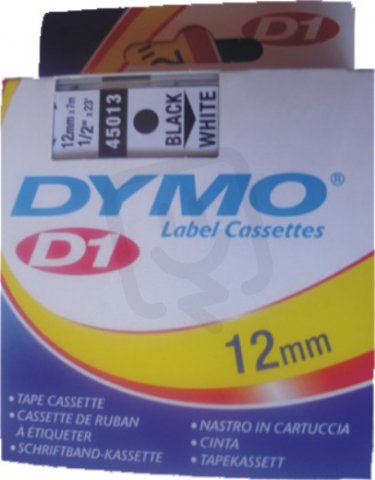 D1
12mm x 7m
1/2" x 23'
45013
BLACK
WHITE
DYMO®
Label Cassettes
D1
12mm
• TAPE CASSETTE
• CASSETTE DE RUBAN
À ÉTIQUETER
• SCHRIFTBAND-KASSETTE
• NASTRO IN CARTUCCIA
• CINTA
• TAPEKASSETT